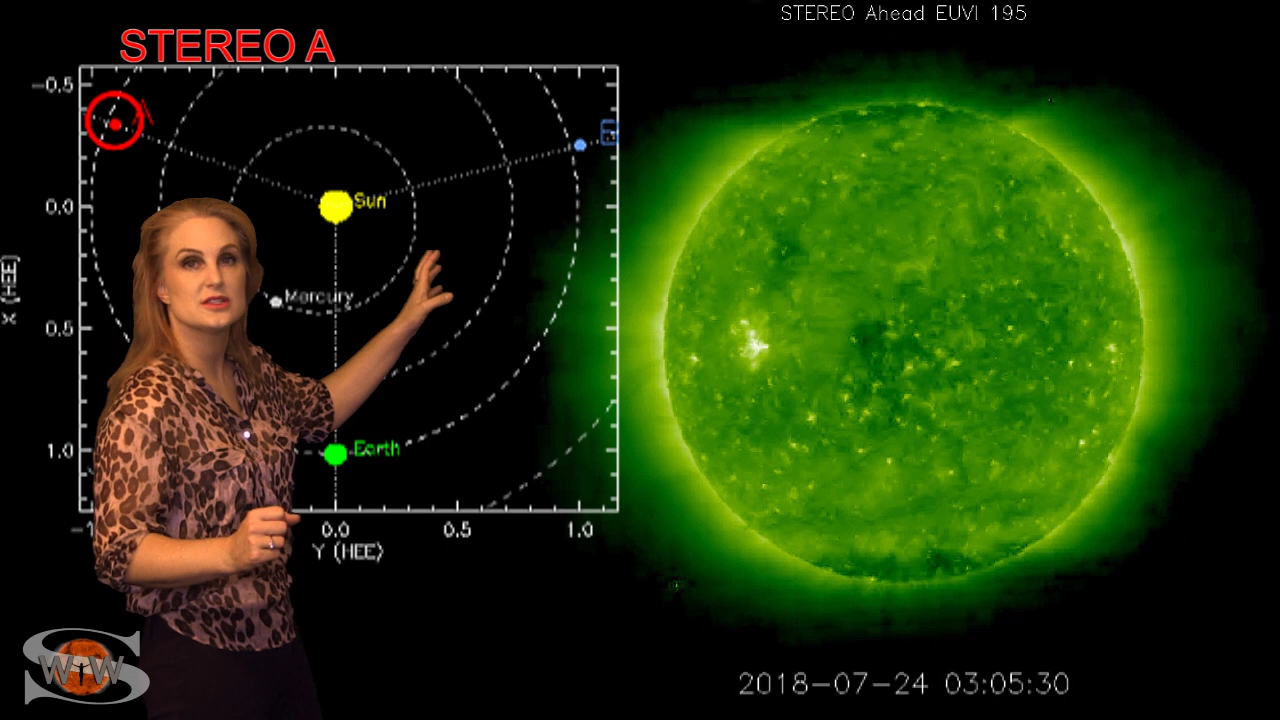 STEREO Ahead EUVI 195
STEREO A
-0.5
A
B
0.0
Sun
X (HEE)
Mercury
0.5
1.0
Earth
0.0 0.5 1.0
Y (HEE)
2018-07-24 03:05:30
S
WTW